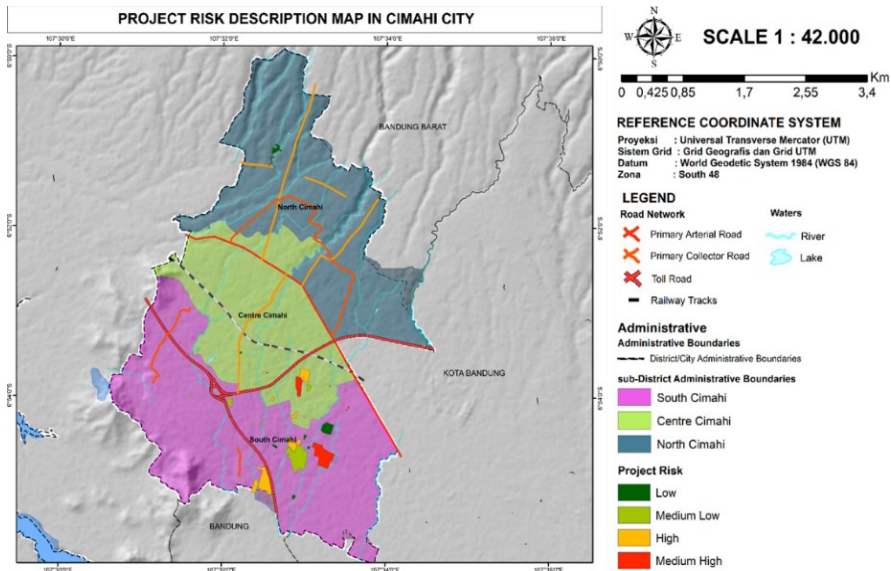 PROJECT RISK DESCRIPTION MAP IN CIMAHI CITY
107°30'0"E
107°32'0"E
107°34'0"E
BANDUNG BARAT
North Cimahi
Centre Cimahi
KOTA BANDUNG
South Cimahi
BANDUNG
6°52'0"S
6°54'0"S
N
W
E
S
SCALE 1 : 42.000
Km
0 0,425 0,85 1,7 2,55 3,4
REFERENCE COORDINATE SYSTEM
Proyeksi : Universal Transverse Mercator (UTM)
Sistem Grid : Grid Geografis dan Grid UTM
Datum : World Geodetic System 1984 (WGS 84)
Zona : South 48
LEGEND
Road Network
Primary Arterial Road
Primary Collector Road
Toll Road
Railway Tracks
Waters
River
Lake
Administrative
Administrative Boundaries
District/City Administrative Boundaries
sub-District Administrative Boundaries
South Cimahi
Centre Cimahi
North Cimahi
Project Risk
Low
Medium Low
High
Medium High